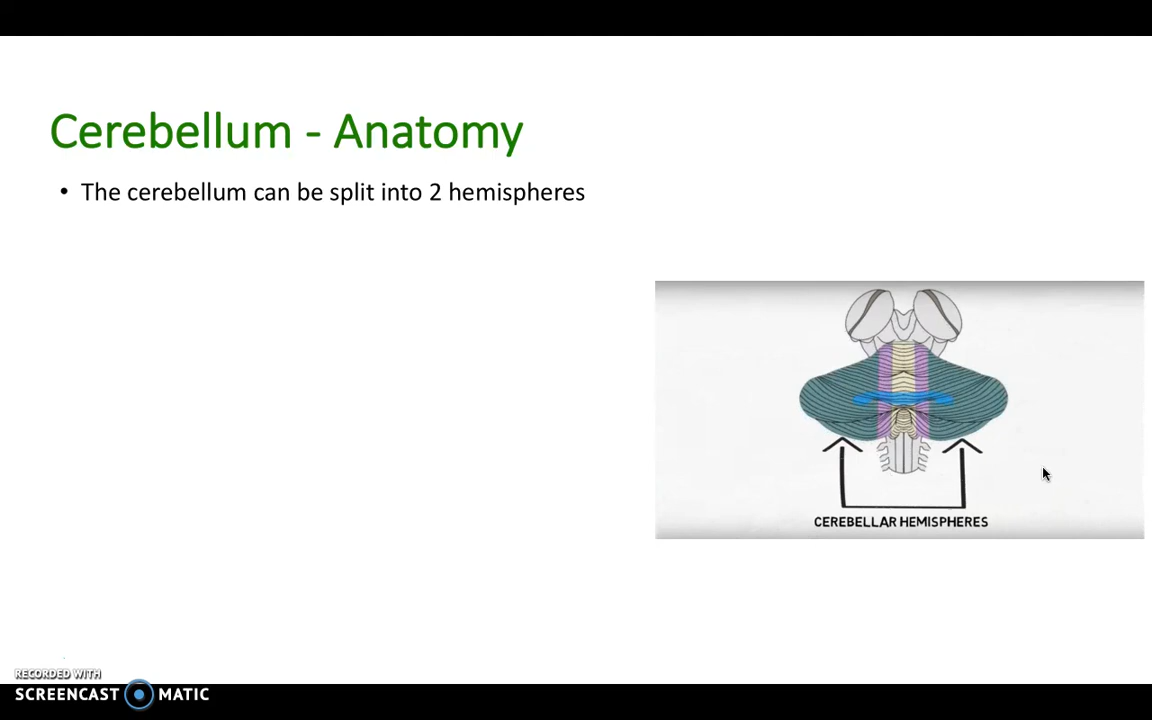 Cerebellum - Anatomy
• The cerebellum can be split into 2 hemispheres
CEREBELLAR HEMISPHERES
RECORDED WITH
SCREENCAST MATIC